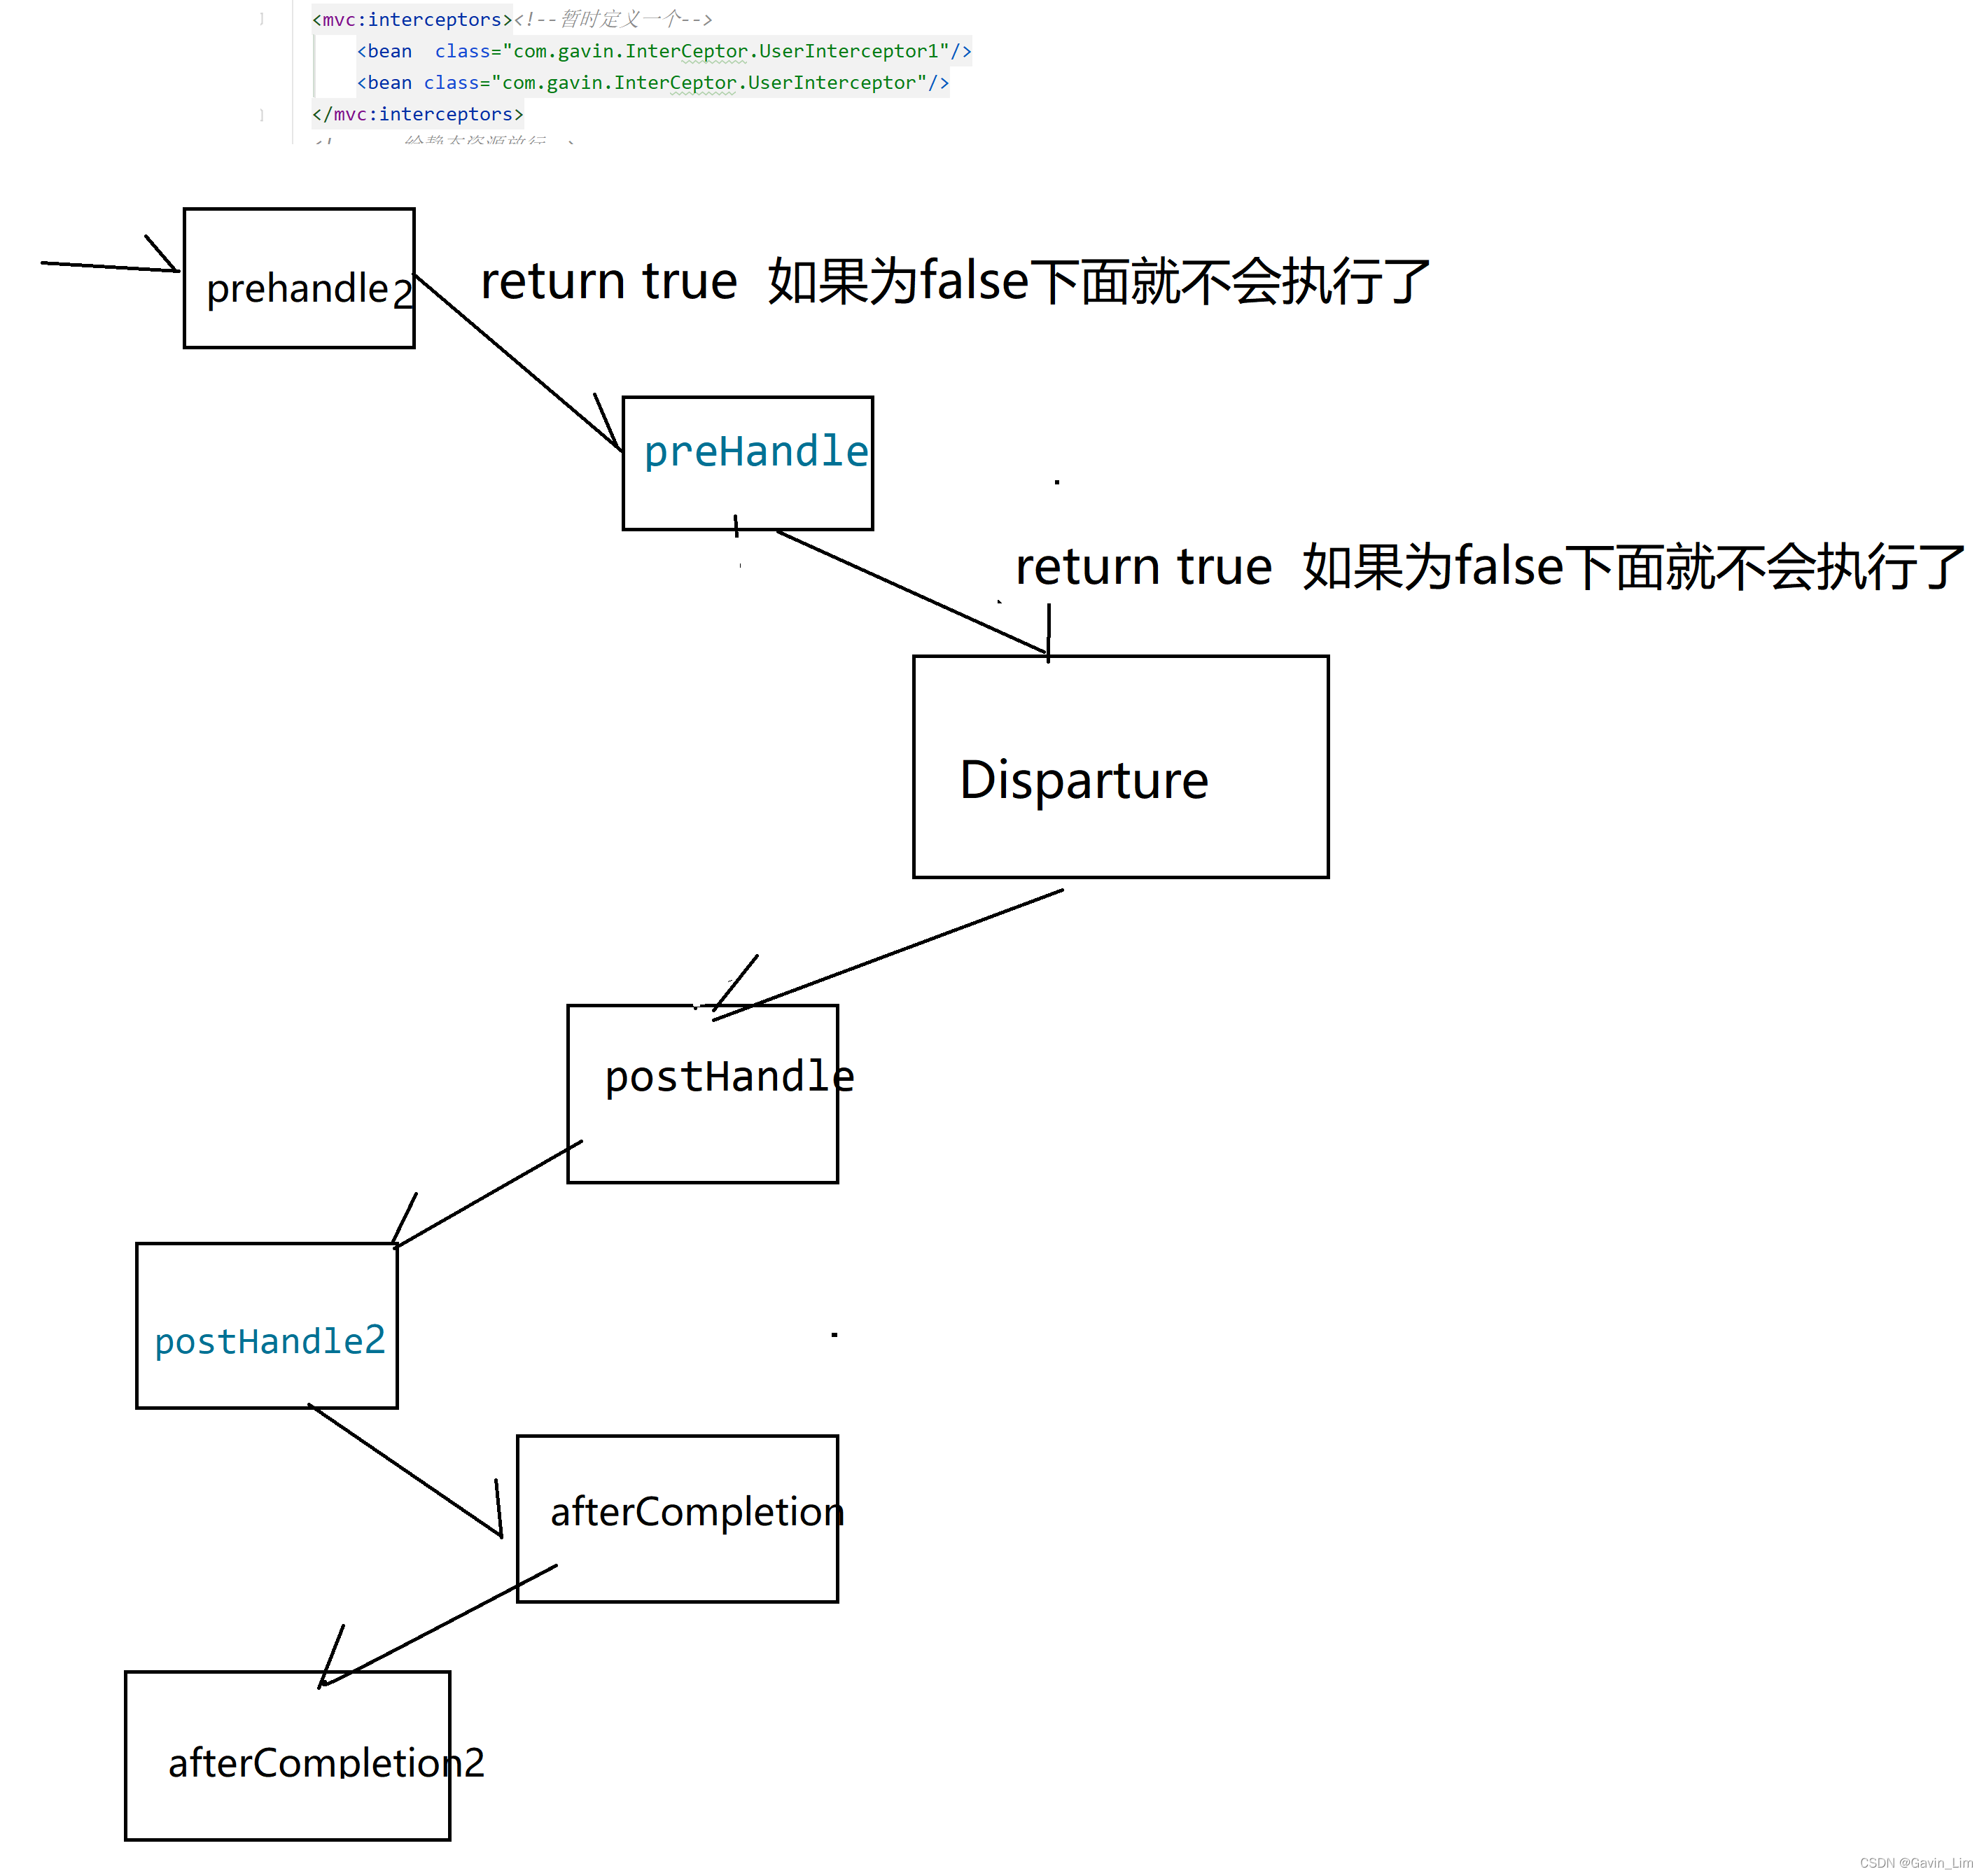 <mvc:interceptors><!--暂时定义一个-->
<bean  class="com.gavin.InterCeptor.UserInterceptor1"/>
<bean class="com.gavin.InterCeptor.UserInterceptor"/>
</mvc:interceptors>
prehandle2
return true  如果为false下面就不会执行了
preHandle
return true  如果为false下面就不会执行了
Disparture
postHandle
postHandle2
afterCompletion
afterCompletion2
CSDN @Gavin_Lim